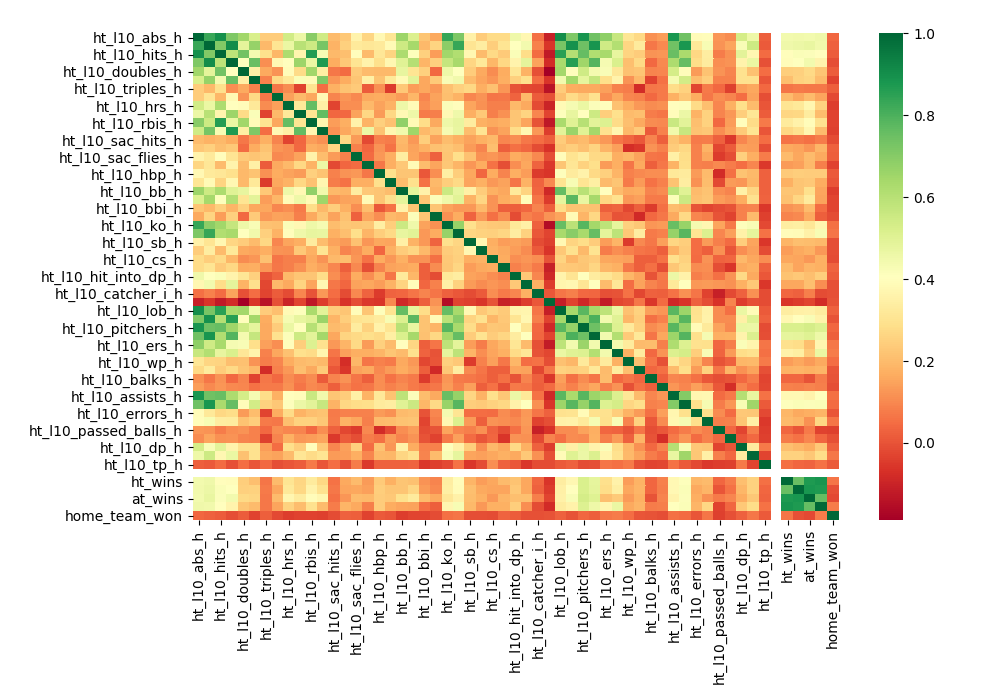 ht_l10_abs_h
ht_l10_hits_h
ht_l10_doubles_h
ht_l10_triples_h
ht_l10_hrs_h
ht_l10_rbis_h
ht_l10_sac_hits_h
ht_l10_sac_flies_h
ht_l10_hbp_h
ht_l10_bb_h
ht_l10_bbi_h
ht_l10_ko_h
ht_l10_sb_h
ht_l10_cs_h
ht_l10_hit_into_dp_h
ht_l10_catcher_i_h
ht_l10_lob_h
ht_l10_pitchers_h
ht_l10_ers_h
ht_l10_wp_h
ht_l10_balks_h
ht_l10_assists_h
ht_l10_errors_h
ht_l10_passed_balls_h
ht_l10_dp_h
ht_l10_tp_h
ht_wins
at_wins
home_team_won
ht_l10_abs_h
ht_l10_hits_h
ht_l10_doubles_h
ht_l10_triples_h
ht_l10_hrs_h
ht_l10_rbis_h
ht_l10_sac_hits_h
ht_l10_sac_flies_h
ht_l10_hbp_h
ht_l10_bb_h
ht_l10_bbi_h
ht_l10_ko_h
ht_l10_sb_h
ht_l10_cs_h
ht_l10_hit_into_dp_h
ht_l10_catcher_i_h
ht_l10_lob_h
ht_l10_pitchers_h
ht_l10_ers_h
ht_l10_wp_h
ht_l10_balks_h
ht_l10_assists_h
ht_l10_errors_h
ht_l10_passed_balls_h
ht_l10_dp_h
ht_l10_tp_h
ht_wins
at_wins
home_team_won
1.0
0.8
0.6
0.4
0.2
0.0